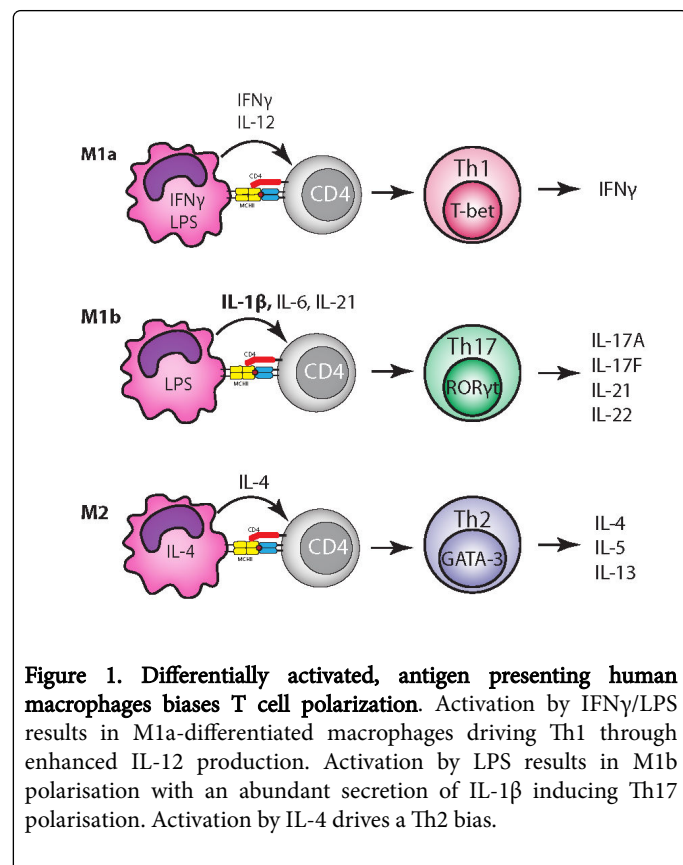 IFNγ
IL-12
M1a
IFNγ
LPS
CD4
MCHII
CD4
Th1
T-bet
IFNγ
IL-1β, IL-6, IL-21
M1b
LPS
CD4
MCHII
CD4
Th17
RORγt
IL-17A
IL-17F
IL-21
IL-22
IL-4
M2
IL-4
CD4
MCHII
CD4
Th2
GATA-3
IL-4
IL-5
IL-13
Figure 1. Differentially activated, antigen presenting human
macrophages biases T cell polarization. Activation by IFNγ/LPS
results in M1a-differentiated macrophages driving Th1 through
enhanced IL-12 production. Activation by LPS results in M1b
polarisation with an abundant secretion of IL-1β inducing Th17
polarisation. Activation by IL-4 drives a Th2 bias.